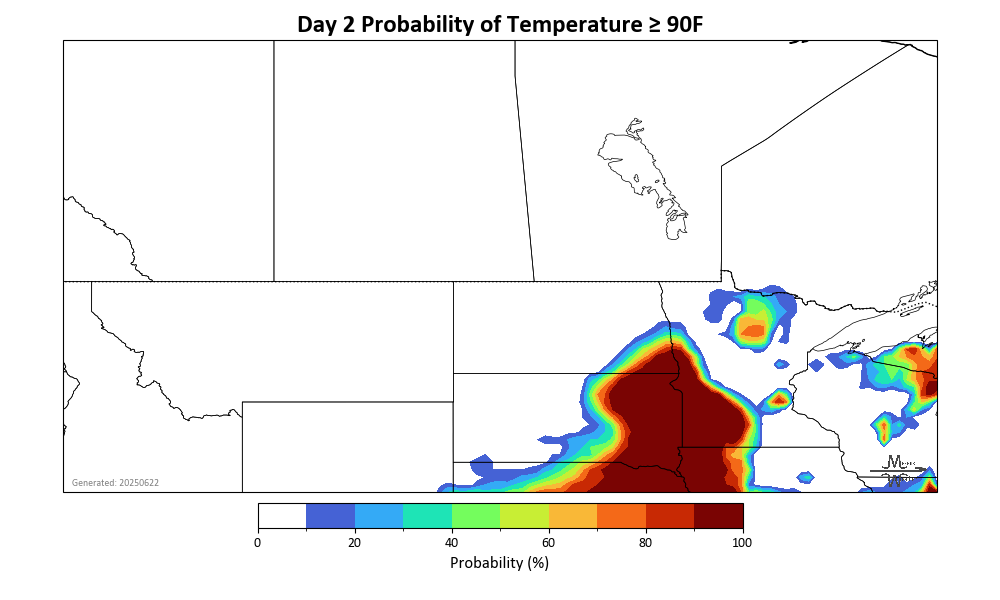 Day 2 Probability of Temperature ≥ 90F
Generated: 20250622
0 20 40 60 80 100
Probability (%)